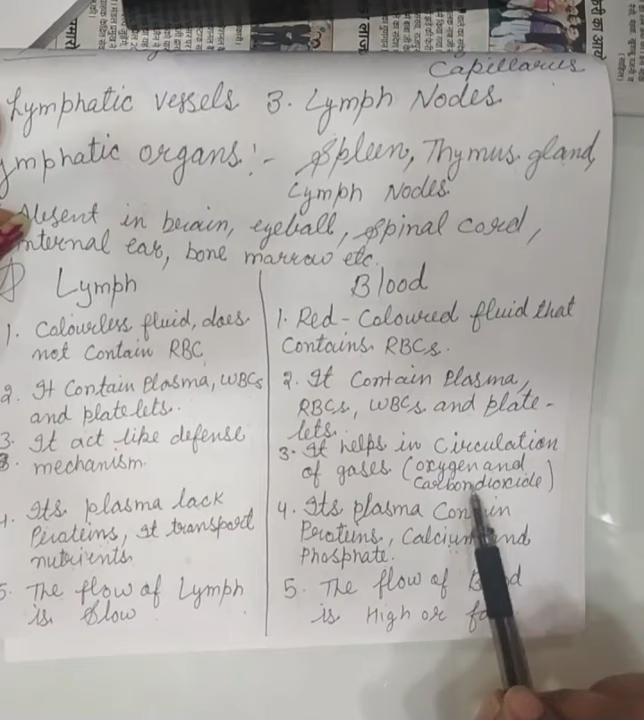 Capillaries
Lymphatic vessels 3. Lymph Nodes
mphatic organs :- Spleen, Thymus gland,
Lymph Nodes
Absent in brain, eyeball, Spinal cord,
internal ear, bone marrow etc.
Lymph
1. Colourless fluid, does
not Contain RBC
2. It Contain Plasma, WBCs
and platelets.
3. It act like defense
mechanism.
4. Its plasma lack
Proteins, It transport
nutrients
5. The flow of Lymph
is Slow
Blood
1. Red-Coloured fluid that
Contains RBCs.
2. It Contain Plasma,
RBCs, WBCs and plate-
lets.
3. It helps in Circulation
of gases (oxygen and
Carbondioxide)
4. Its plasma Contain
Proteins, Calcium and
Phosphate.
5. The flow of Blood
is High or